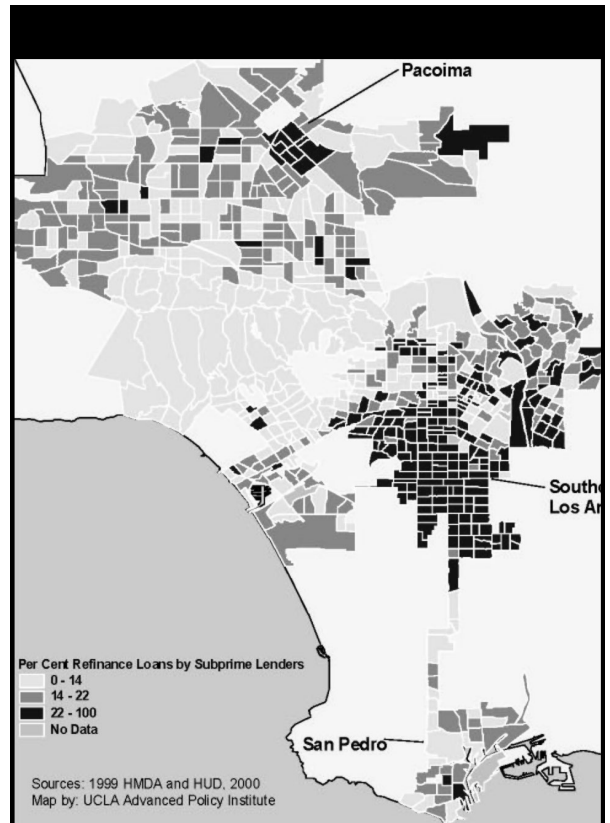 Pacoima
Southe
Los An
Per Cent Refinance Loans by Subprime Lenders
0 - 14
14 - 22
22 - 100
No Data
San Pedro
Sources: 1999 HMDA and HUD, 2000
Map by: UCLA Advanced Policy Institute